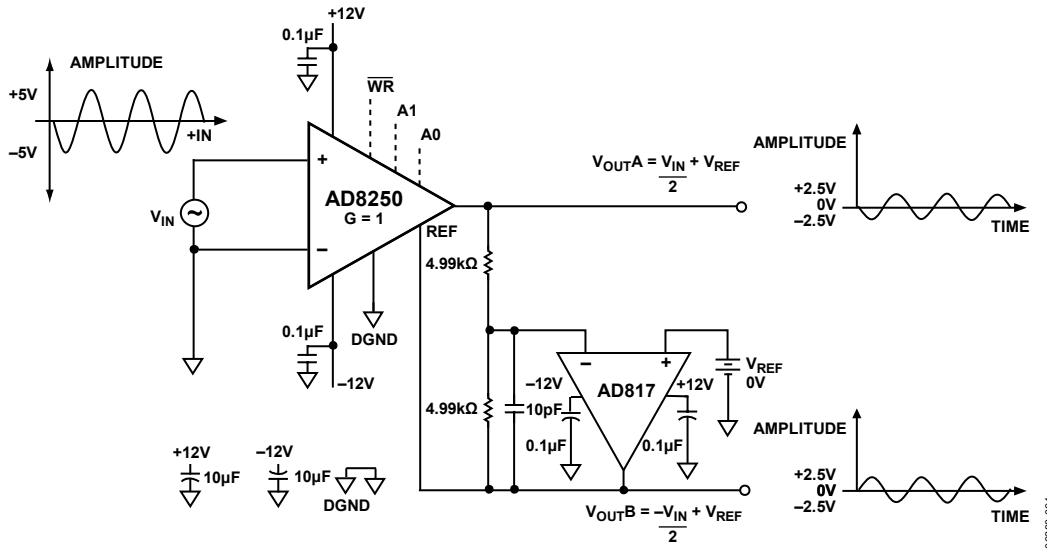 +12V
0.1µF
AMPLITUDE
+5V
–5V
+IN
WR
A1
A0
+
–
AD8250
G = 1
REF
VIN
VOUTA = VIN + VREF
2
AMPLITUDE
+2.5V
0V
–2.5V
TIME
4.99kΩ
0.1µF
DGND
–12V
–
+
AD817
–12V
+12V
10pF
VREF
0V
4.99kΩ
0.1µF
0.1µF
AMPLITUDE
+2.5V
0V
–2.5V
TIME
+12V
10µF
–12V
10µF
DGND
VOUTB = –VIN + VREF
2